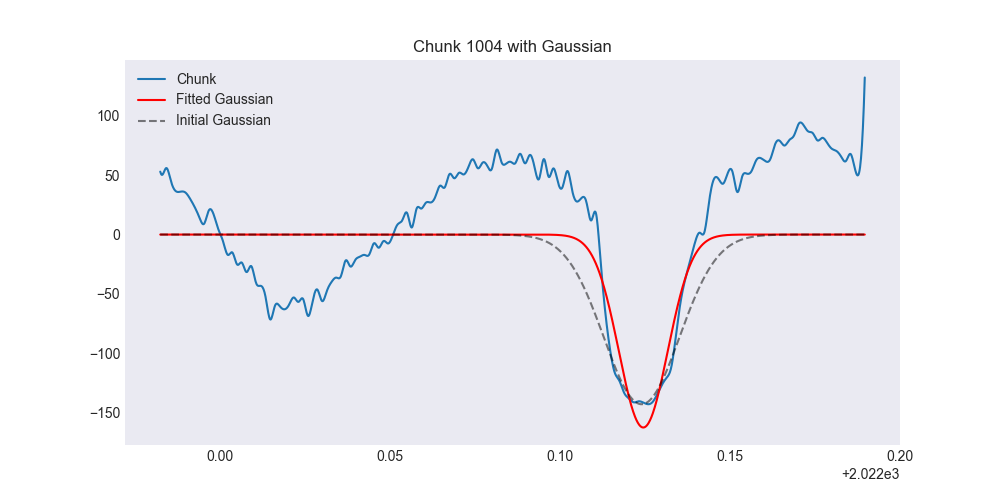 Chunk 1004 with Gaussian
Chunk
Fitted Gaussian
Initial Gaussian
100
50
0
−50
−100
−150
0.00 0.05 0.10 0.15 0.20
+2.022e3